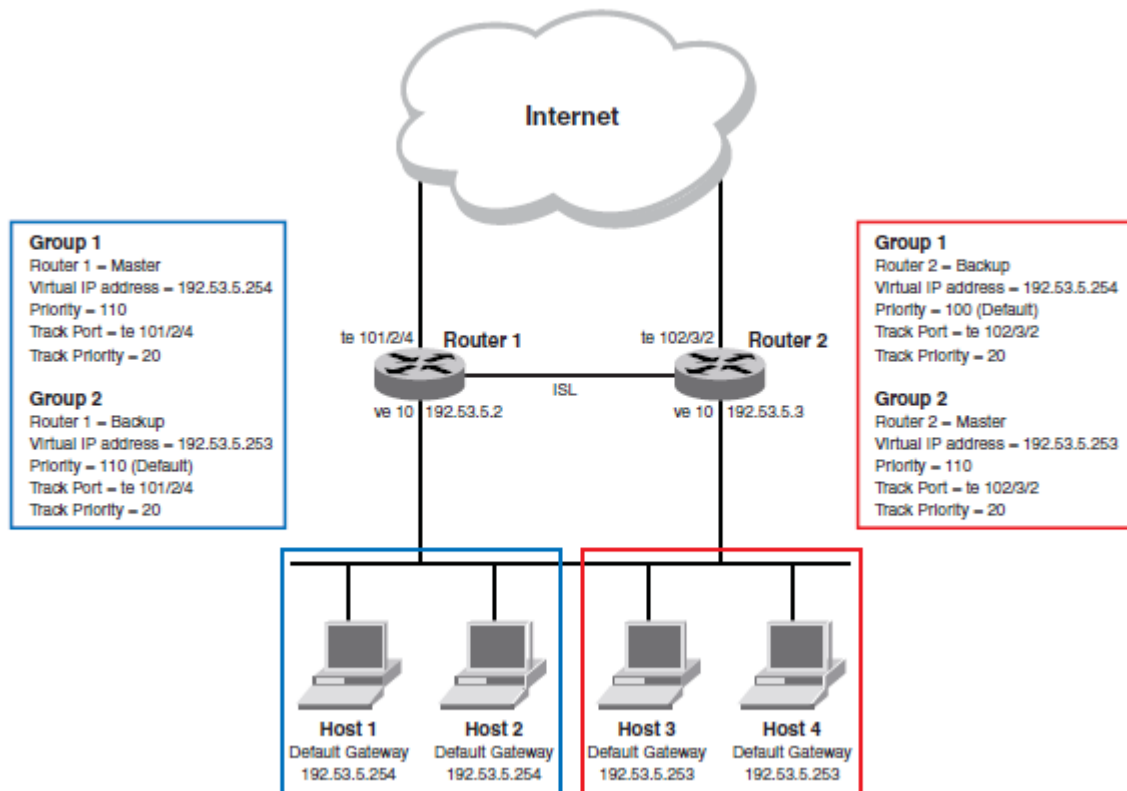 Internet
Group 1
Router 1 = Master
Virtual IP address = 192.53.5.254
Priority = 110
Track Port = te 101/2/4
Track Priority = 20
Group 2
Router 1 = Backup
Virtual IP address = 192.53.5.253
Priority = 110 (Default)
Track Port = te 101/2/4
Track Priority = 20
Group 1
Router 2 = Backup
Virtual IP address = 192.53.5.254
Priority = 100 (Default)
Track Port = te 102/3/2
Track Priority = 20
Group 2
Router 2 = Master
Virtual IP address = 192.53.5.253
Priority = 110
Track Port = te 102/3/2
Track Priority = 20
te 101/2/4 Router 1
te 102/3/2 Router 2
ISL
ve 10 192.53.5.2
ve 10 192.53.5.3
Host 1
Default Gateway
192.53.5.254
Host 2
Default Gateway
192.53.5.254
Host 3
Default Gateway
192.53.5.253
Host 4
Default Gateway
192.53.5.253